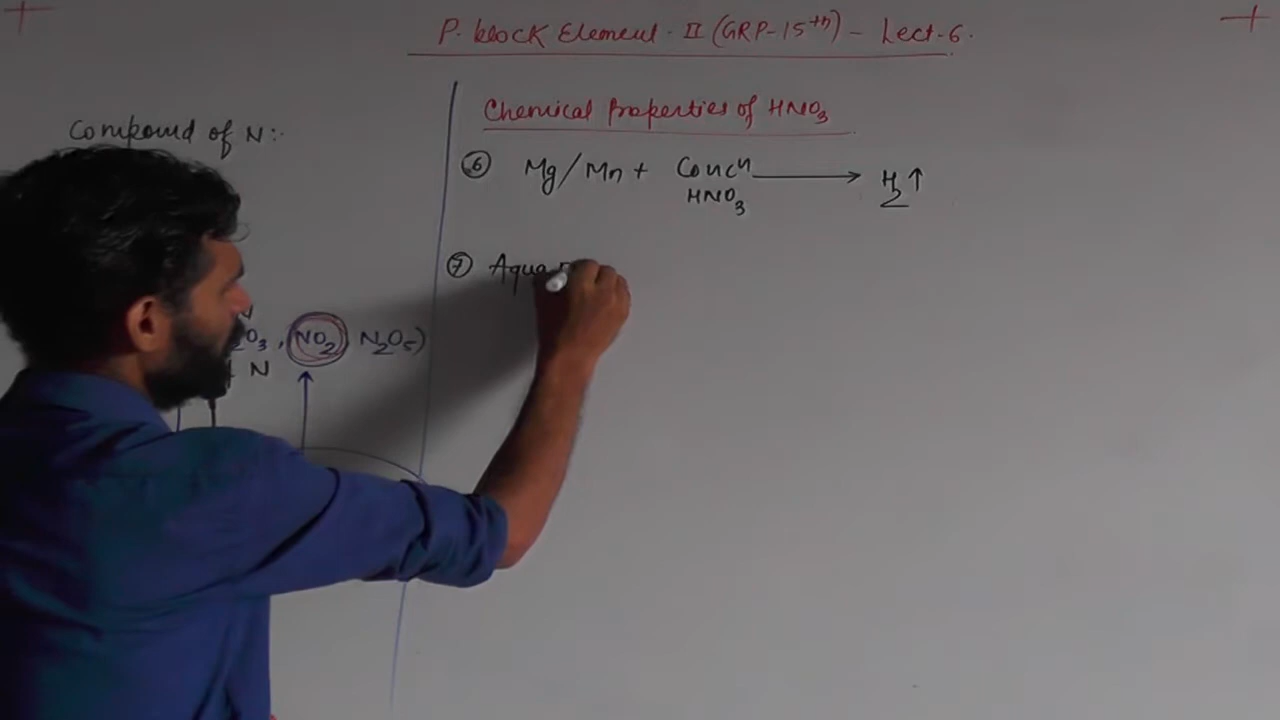 P-block Element-II (GRP-15th) - Lect-6.
Compound of N:-
O3, NO2, N2O5)
N
Chemical Properties of HNO3
6 Mg/Mn + Concn HNO3 → H2↑
7 Aqua